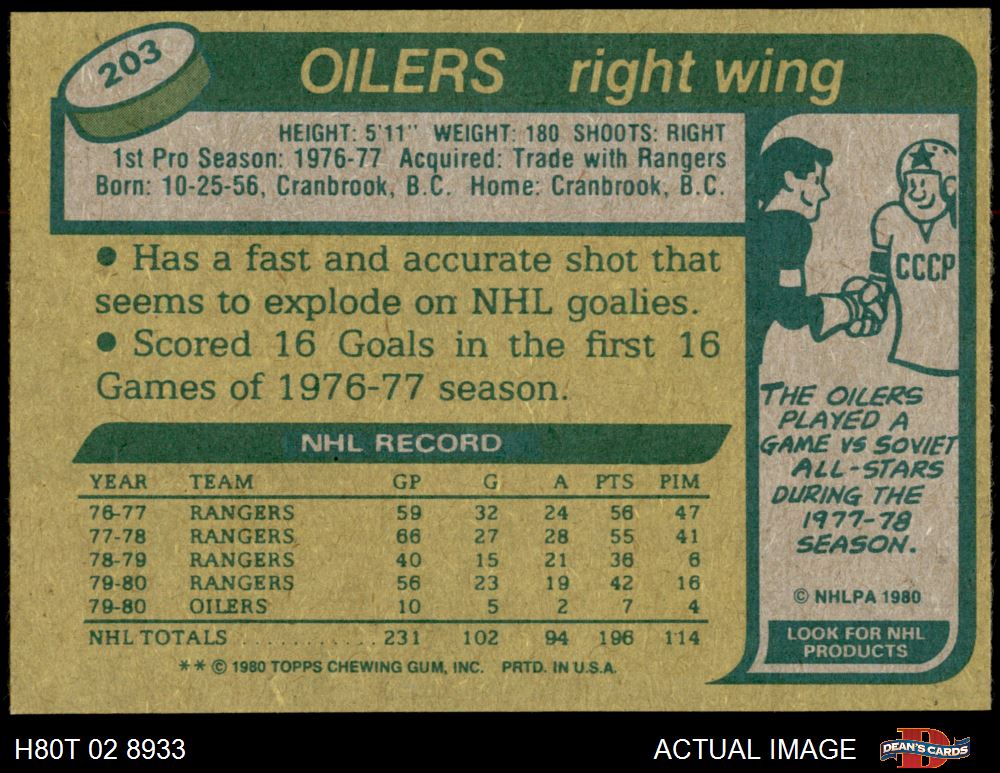 203
OILERS right wing
HEIGHT: 5'11" WEIGHT: 180 SHOOTS: RIGHT
1st Pro Season: 1976-77 Acquired: Trade with Rangers
Born: 10-25-56, Cranbrook, B.C. Home: Cranbrook, B.C.
● Has a fast and accurate shot that
seems to explode on NHL goalies.
● Scored 16 Goals in the first 16
Games of 1976-77 season.
NHL RECORD
YEAR TEAM GP G A PTS PIM
76-77 RANGERS 59 32 24 56 47
77-78 RANGERS 66 27 28 55 41
78-79 RANGERS 40 15 21 36 6
79-80 RANGERS 56 23 19 42 16
79-80 OILERS 10 5 2 7 4
NHL TOTALS . . . . . . . . . . . 231 102 94 196 114
** © 1980 TOPPS CHEWING GUM, INC. PRTD. IN U.S.A.
CCCP
THE OILERS
PLAYED A
GAME VS SOVIET
ALL-STARS
DURING THE
1977-78
SEASON.
© NHLPA 1980
LOOK FOR NHL
PRODUCTS
H80T 02 8933
ACTUAL IMAGE
D
DEAN'S CARDS